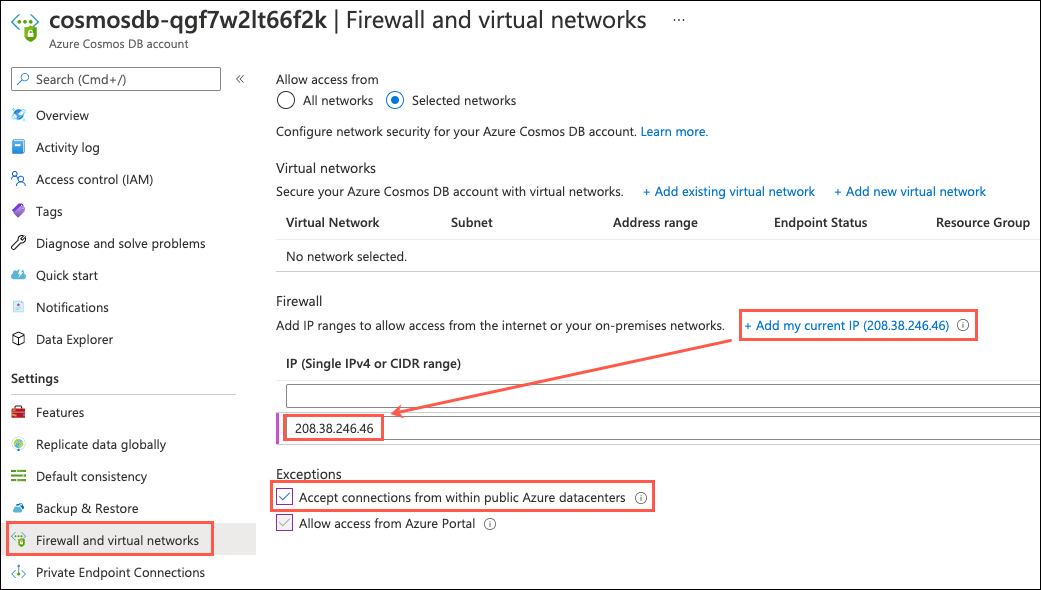 cosmosdb-qgf7w2lt66f2k | Firewall and virtual networks ...
Azure Cosmos DB account
Search (Cmd+/)
«
Overview
Activity log
Access control (IAM)
Tags
Diagnose and solve problems
Quick start
Notifications
Data Explorer
Settings
Features
Replicate data globally
Default consistency
Backup & Restore
Firewall and virtual networks
Private Endpoint Connections
Allow access from
All networks Selected networks
Configure network security for your Azure Cosmos DB account. Learn more.
Virtual networks
Secure your Azure Cosmos DB account with virtual networks. + Add existing virtual network + Add new virtual network
Virtual Network Subnet Address range Endpoint Status Resource Group
No network selected.
Firewall
Add IP ranges to allow access from the internet or your on-premises networks. + Add my current IP (208.38.246.46)
IP (Single IPv4 or CIDR range)
208.38.246.46
Exceptions
Accept connections from within public Azure datacenters
Allow access from Azure Portal